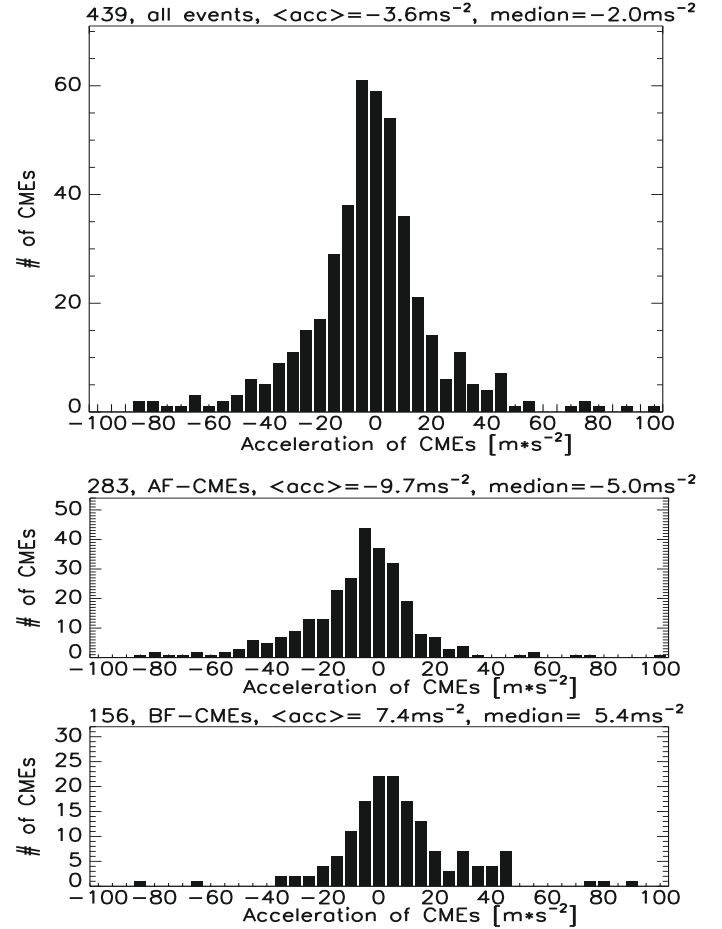 439, all events, <acc>=−3.6ms⁻², median=−2.0ms⁻²
60
40
20
0
# of CMEs
−100 −80 −60 −40 −20 0 20 40 60 80 100
Acceleration of CMEs [m*s⁻²]
283, AF−CMEs, <acc>=−9.7ms⁻², median=−5.0ms⁻²
50
40
30
20
10
0
# of CMEs
−100 −80 −60 −40 −20 0 20 40 60 80 100
Acceleration of CMEs [m*s⁻²]
156, BF−CMEs, <acc>= 7.4ms⁻², median= 5.4ms⁻²
30
25
20
15
10
5
0
# of CMEs
−100 −80 −60 −40 −20 0 20 40 60 80 100
Acceleration of CMEs [m*s⁻²]